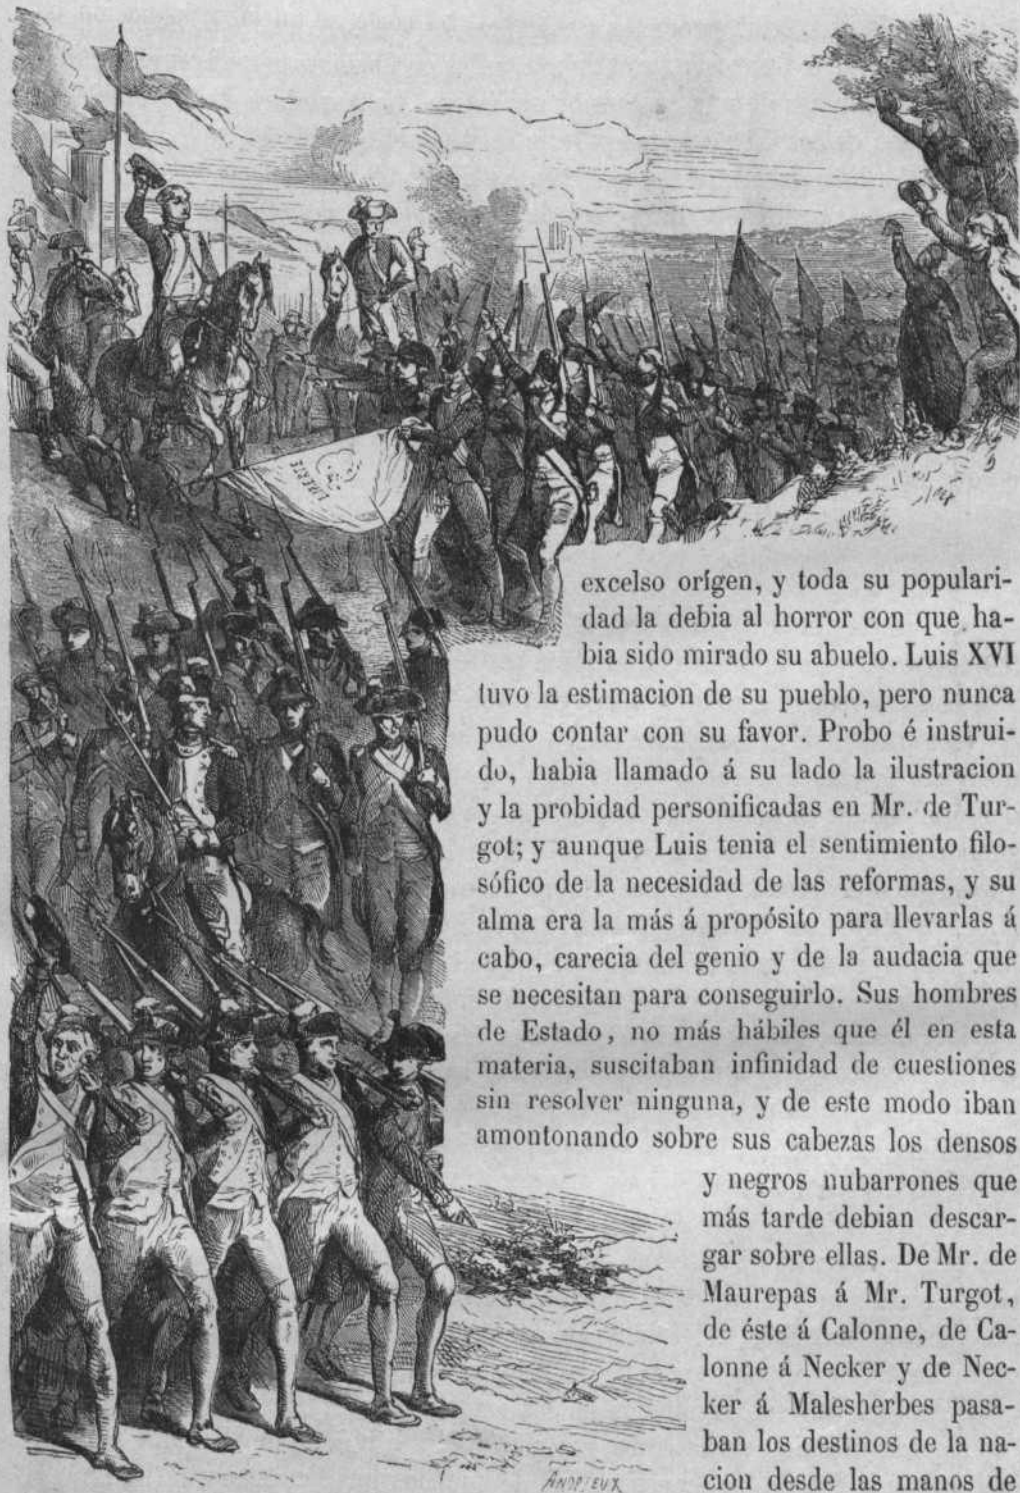 LIBERTÉ
excelso orígen, y toda su populari-
dad la debia al horror con que ha-
bia sido mirado su abuelo. Luis XVI
tuvo la estimacion de su pueblo, pero nunca
pudo contar con su favor. Probo é instrui-
do, habia llamado á su lado la ilustracion
y la probidad personificadas en Mr. de Tur-
got; y aunque Luis tenia el sentimiento filo-
sófico de la necesidad de las reformas, y su
alma era la más á propósito para llevarlas á
cabo, carecia del genio y de la audacia que
se necesitan para conseguirlo. Sus hombres
de Estado, no más hábiles que él en esta
materia, suscitaban infinidad de cuestiones
sin resolver ninguna, y de este modo iban
amontonando sobre sus cabezas los densos
y negros nubarrones que
más tarde debian descar-
gar sobre ellas. De Mr. de
Maurepas á Mr. Turgot,
de éste á Calonne, de Ca-
lonne á Necker y de Nec-
ker á Malesherbes pasa-
ban los destinos de la na-
cion desde las manos de
ANDRIEUX